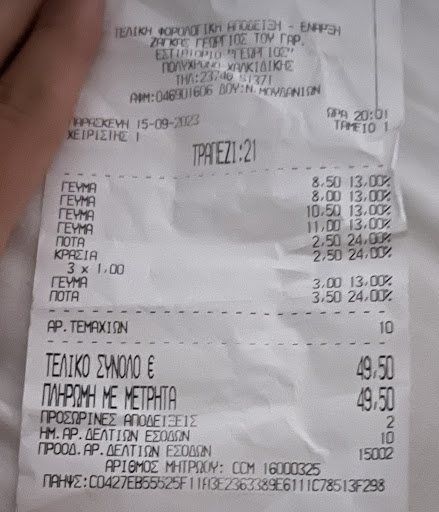 ΤΕΛΙΚΗ ΦΟΡΟΛΟΓΙΚΗ ΑΠΟΔΕΙΞΗ - ΕΝΑΡΞΗ
ΖΑΓΚΑΣ ΓΕΩΡΓΙΟΣ ΤΟΥ ΓΑΡ.
ΕΣΤΙΑΤΟΡΙΟ "ΓΕΩΡΓΙΟΣ"
ΠΟΛΥΧΡΟΝΟ ΧΑΛΚΙΔΙΚΗΣ
ΤΗΛ:23740 51371
ΑΦΜ:046901606 ΔΟΥ:Ν.ΜΟΥΔΑΝΙΩΝ
ΩΡΑ 20:01
ΠΑΡΑΣΚΕΥΗ 15-09-2023 ΤΑΜΕΙΟ 1
ΧΕΙΡΙΣΤΗΣ 1
ΤΡΑΠΕΖΙ:21
ΓΕΥΜΑ 8,50 13,00%
ΓΕΥΜΑ 8,00 13,00%
ΓΕΥΜΑ 10,50 13,00%
ΓΕΥΜΑ 11,00 13,00%
ΠΟΤΑ 2,50 24,00%
ΚΡΑΣΙΑ 2,50 24,00%
3 x 1,00
ΓΕΥΜΑ 3,00 13,00%
ΠΟΤΑ 3,50 24,00%
ΑΡ.ΤΕΜΑΧΙΩΝ 10
ΤΕΛΙΚΟ ΣΥΝΟΛΟ € 49,50
ΠΛΗΡΩΜΗ ΜΕ ΜΕΤΡΗΤΑ 49,50
ΠΡΟΣΩΡΙΝΕΣ ΑΠΟΔΕΙΞΕΙΣ 2
ΗΜ.ΑΡ.ΔΕΛΤΙΩΝ ΕΣΟΔΩΝ 10
ΠΡΟΟΔ.ΑΡ.ΔΕΛΤΙΩΝ ΕΣΟΔΩΝ 15002
ΑΡΙΘΜΟΣ ΜΗΤΡΩΟΥ: CCM 16000325
ΠΑΗΨΣ:C0427EB55525F11A3E2363389E6111C78513F298